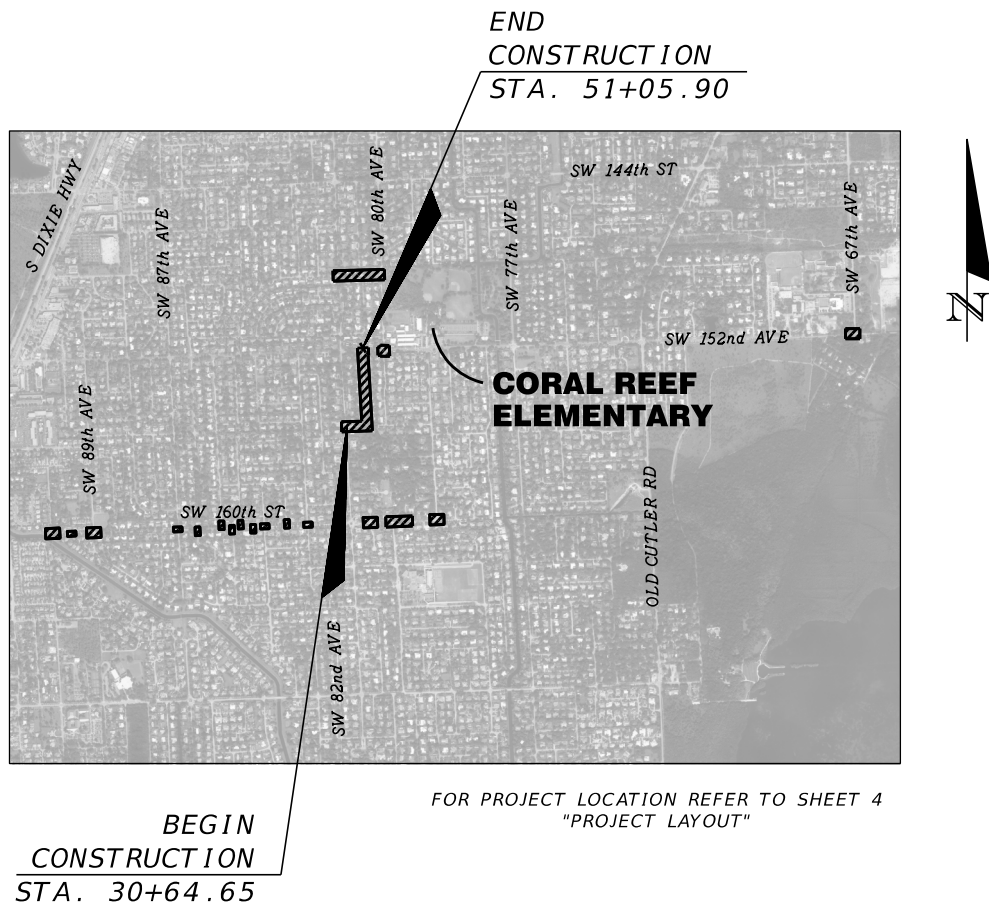 END
CONSTRUCTION
STA. 51+05.90
S DIXIE HWY
SW 87th AVE
SW 80th AVE
SW 144th ST
SW 77th AVE
SW 67th AVE
SW 152nd AVE
N
CORAL REEF
ELEMENTARY
SW 89th AVE
SW 160th ST
OLD CUTLER RD
SW 82nd AVE
FOR PROJECT LOCATION REFER TO SHEET 4
"PROJECT LAYOUT"
BEGIN
CONSTRUCTION
STA. 30+64.65